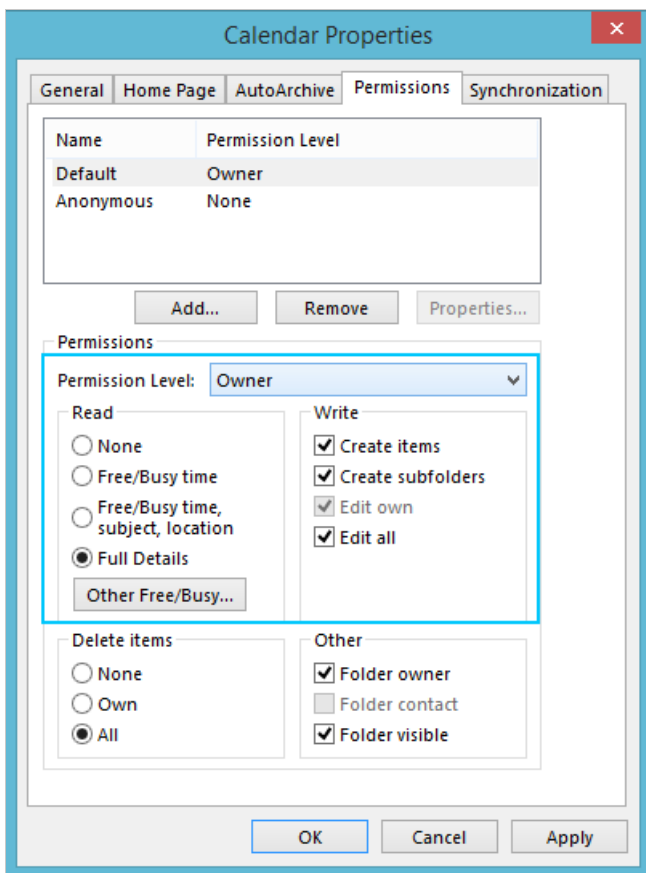 Calendar Properties
General Home Page AutoArchive Permissions Synchronization
Name Permission Level
Default Owner
Anonymous None
Add... Remove Properties...
Permissions
Permission Level: Owner
Read
None
Free/Busy time
Free/Busy time,
subject, location
Full Details
Other Free/Busy...
Write
Create items
Create subfolders
Edit own
Edit all
Delete items
None
Own
All
Other
Folder owner
Folder contact
Folder visible
OK Cancel Apply